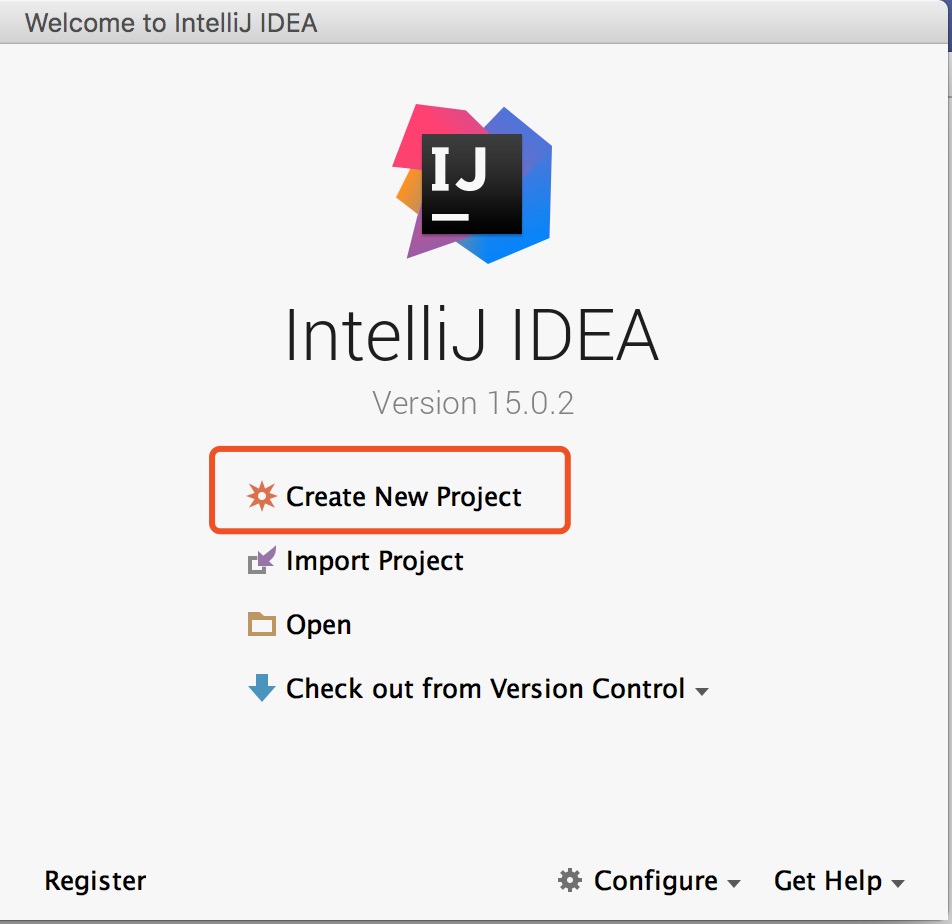 Welcome to IntelliJ IDEA
IJ
IntelliJ IDEA
Version 15.0.2
Create New Project
Import Project
Open
Check out from Version Control
Register
Configure
Get Help